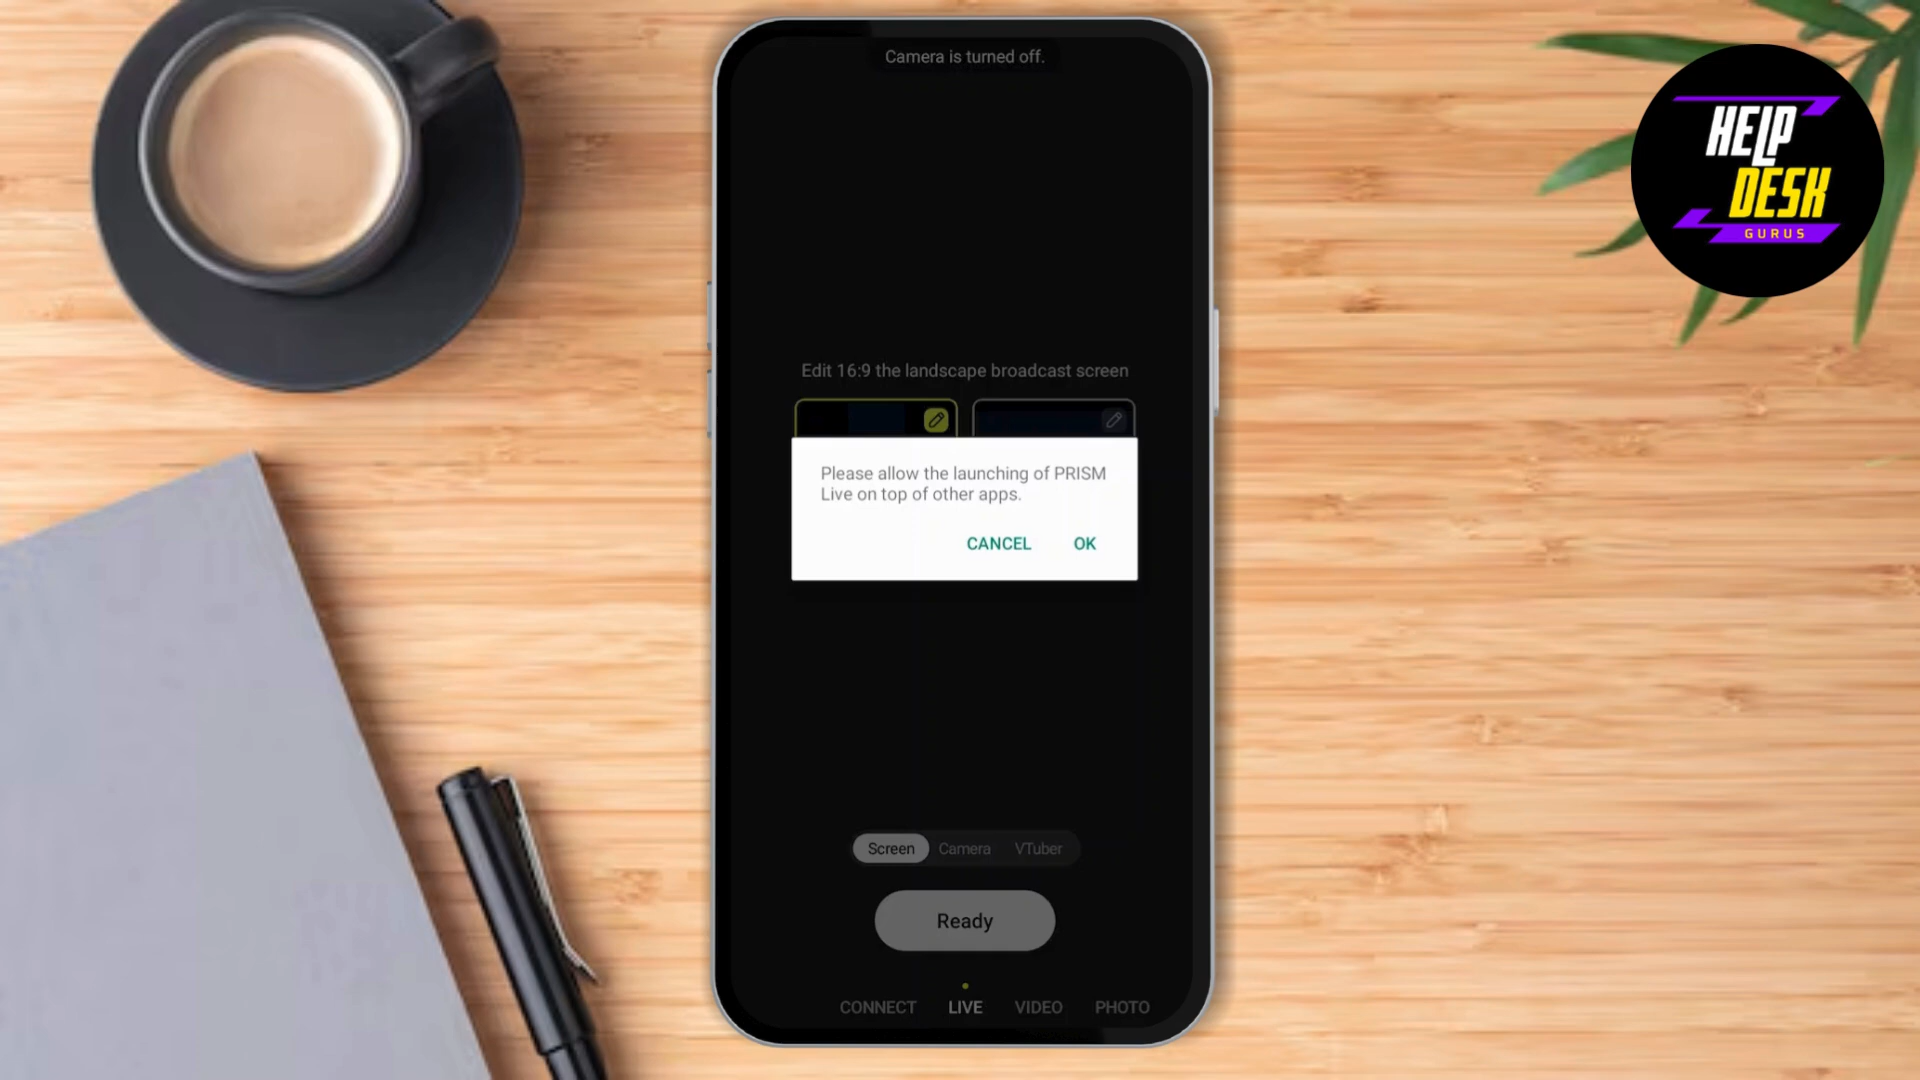 Camera is turned off.
HELP
DESK
GURUS
Edit 16:9 the landscape broadcast screen
Please allow the launching of PRISM
Live on top of other apps.
CANCEL OK
Screen Camera VTuber
Ready
CONNECT LIVE VIDEO PHOTO